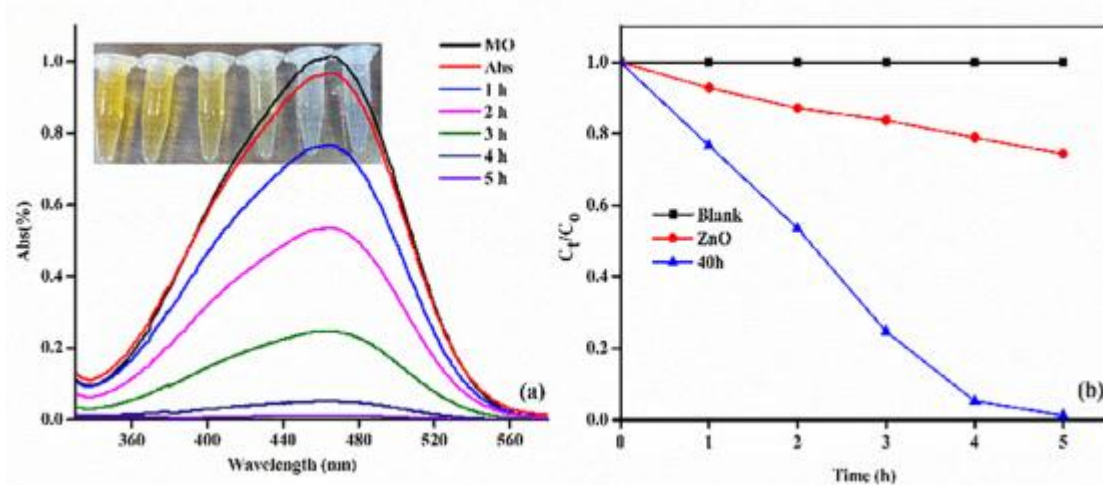 1.0
0.8
0.6
0.4
0.2
0.0
Abs(%)
MO
Abs
1 h
2 h
3 h
4 h
5 h
(a)
360 400 440 480 520 560
Wavelength (nm)
1.0
0.8
0.6
0.4
0.2
0.0
Ct/Co
Blank
ZnO
40h
(b)
0 1 2 3 4 5
Time (h)